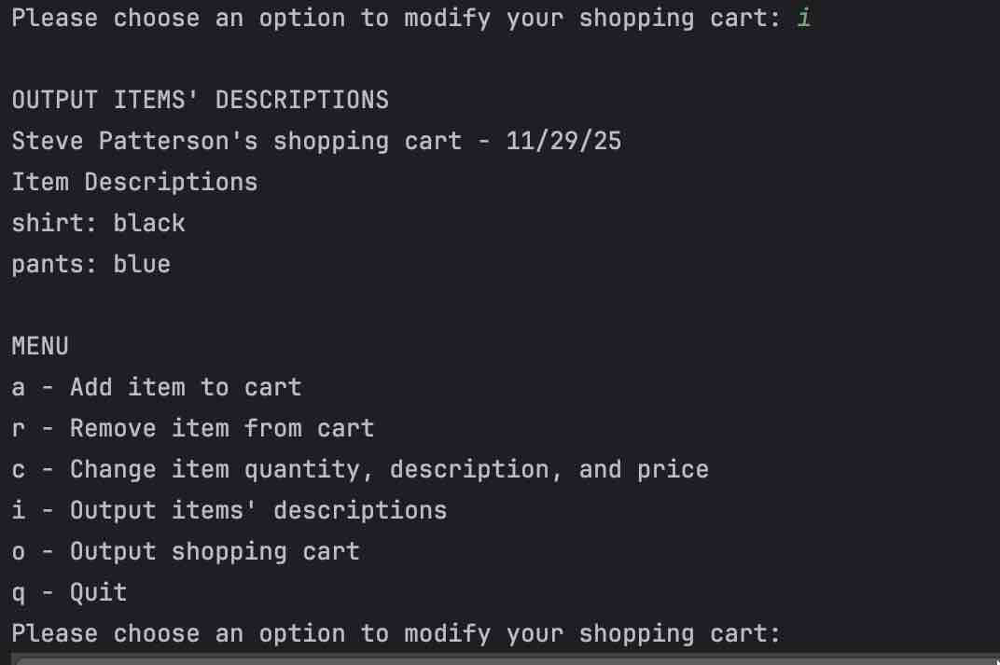 Please choose an option to modify your shopping cart: i
OUTPUT ITEMS' DESCRIPTIONS
Steve Patterson's shopping cart - 11/29/25
Item Descriptions
shirt: black
pants: blue
MENU
a - Add item to cart
r - Remove item from cart
c - Change item quantity, description, and price
i - Output items' descriptions
o - Output shopping cart
q - Quit
Please choose an option to modify your shopping cart: